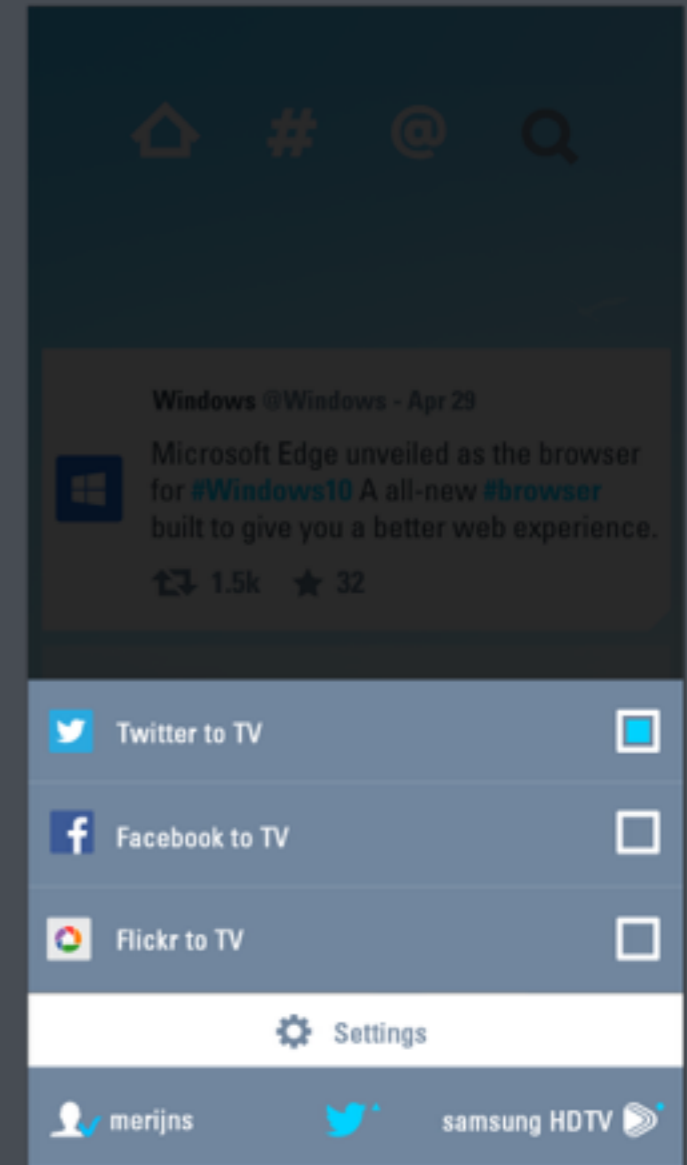 # @
Windows @Windows - Apr 29
Microsoft Edge unveiled as the browser
for #Windows10 A all-new #browser
built to give you a better web experience.
1.5k 32
Twitter to TV
Facebook to TV
Flickr to TV
Settings
merijns samsung HDTV